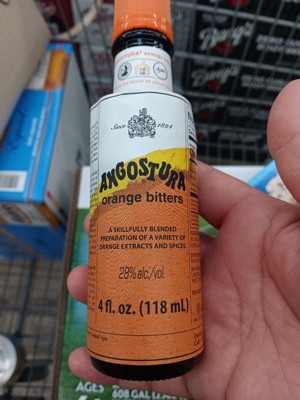 Since 1824
ANGOSTURA
orange bitters
A SKILLFULLY BLENDED
PREPARATION OF A VARIETY OF
ORANGE EXTRACTS AND SPICES
28% alc/vol
4 fl. oz. (118 mL)
AGES